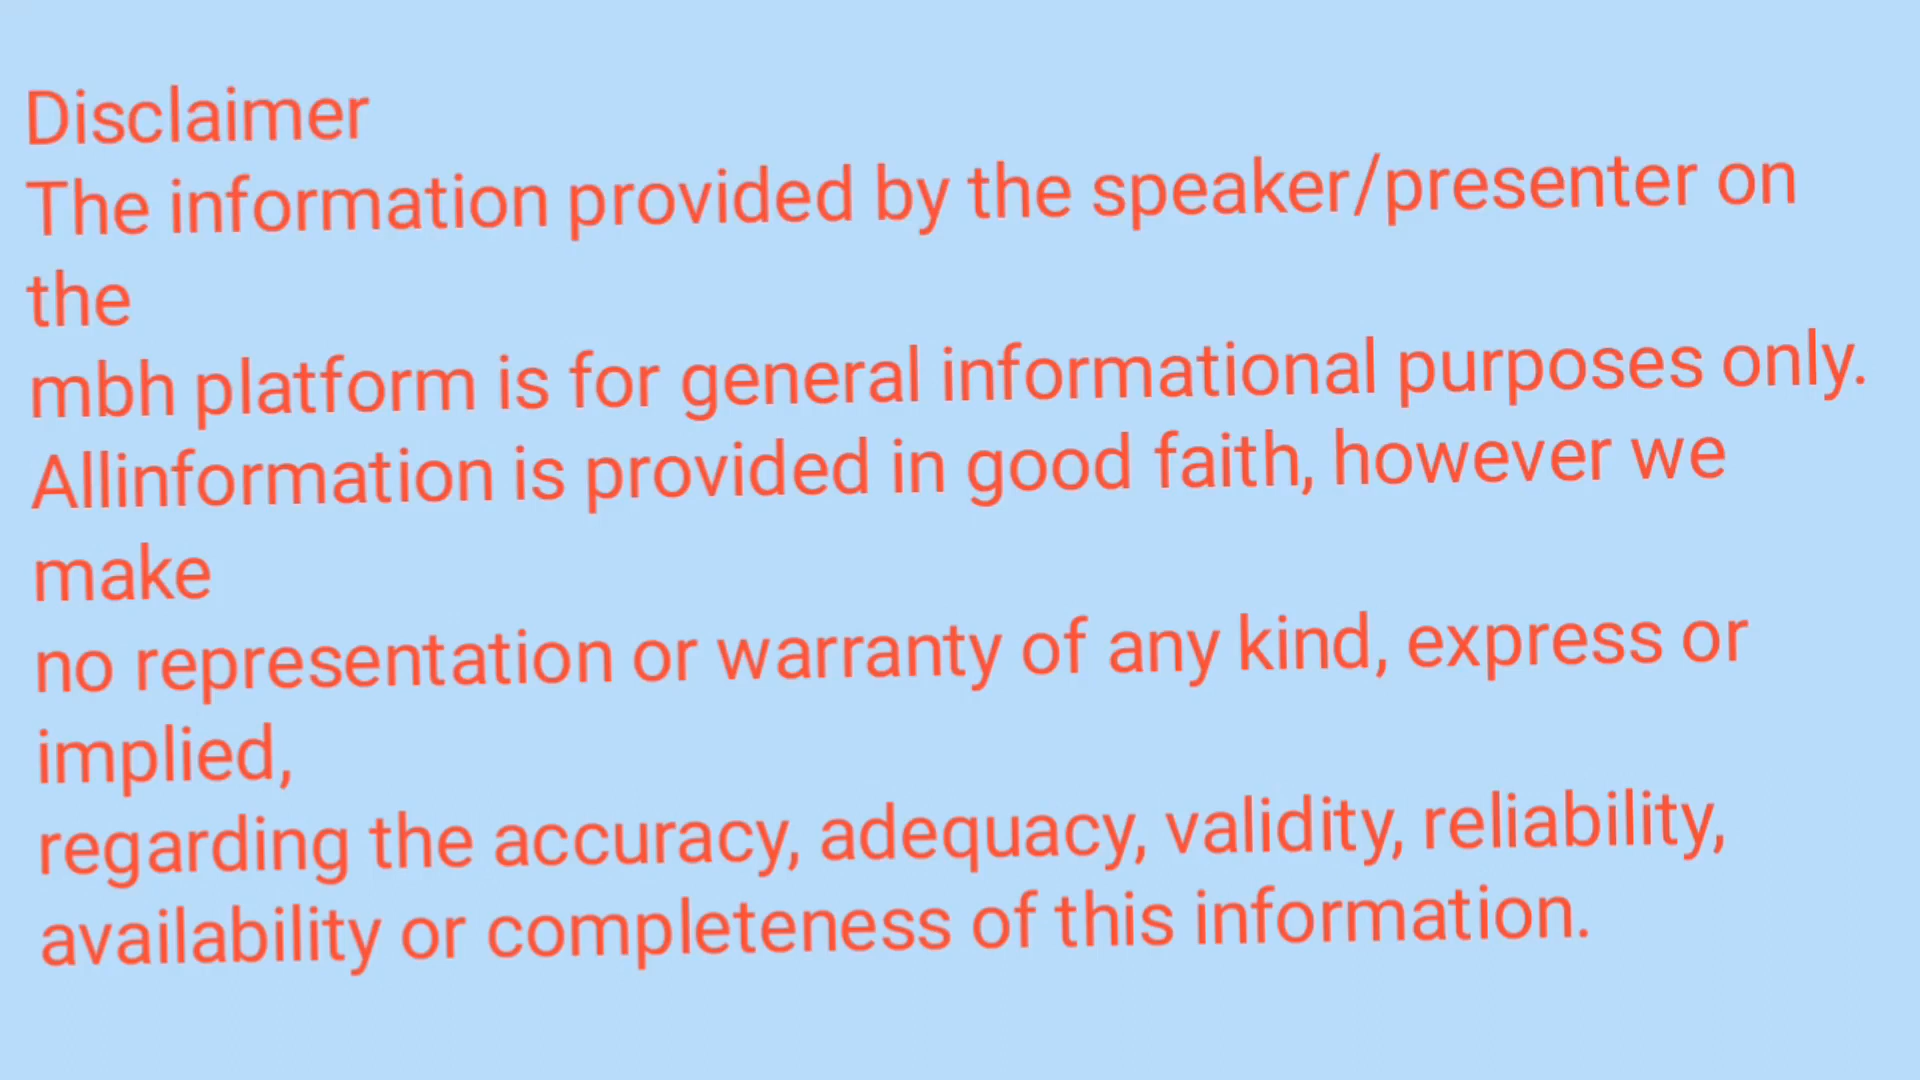 Disclaimer
The information provided by the speaker/presenter on
the
mbh platform is for general informational purposes only.
Allinformation is provided in good faith, however we
make
no representation or warranty of any kind, express or
implied,
regarding the accuracy, adequacy, validity, reliability,
availability or completeness of this information.